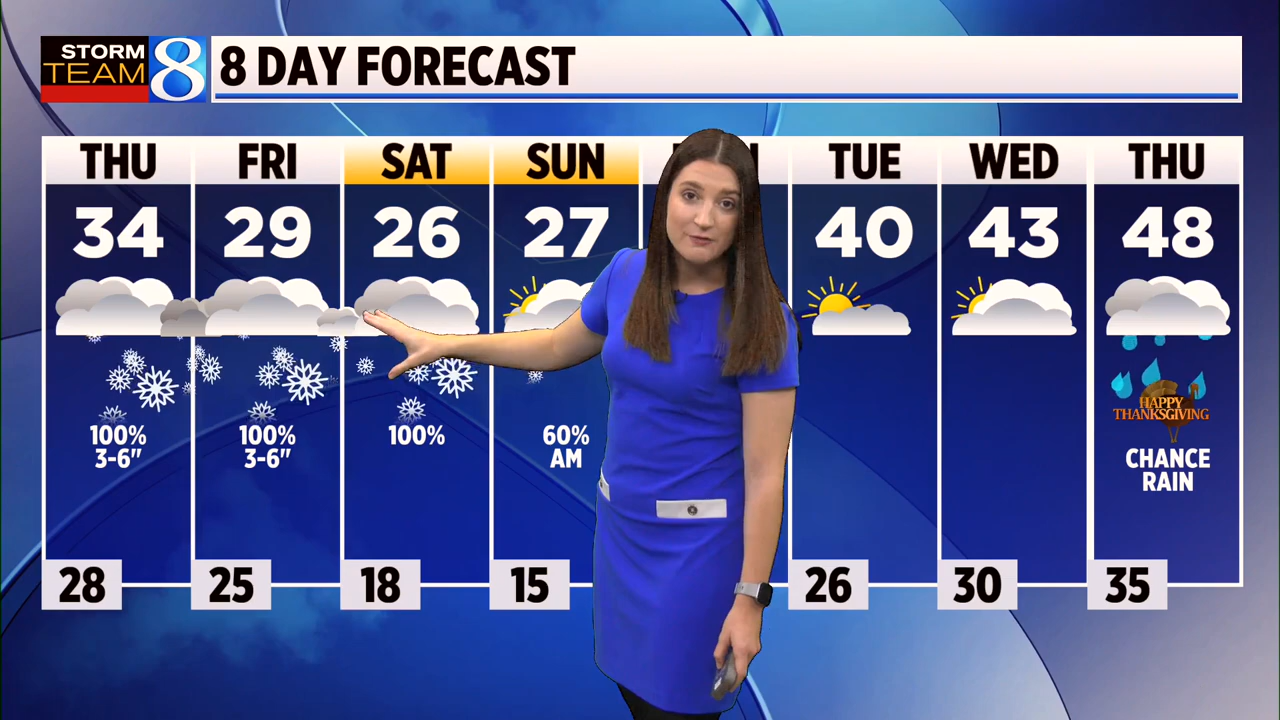 STORM
TEAM 8
8 DAY FORECAST
THU FRI SAT SUN TUE WED THU
34 29 26 27 40 43 48
100% 100% 100% 60%
3-6" 3-6" AM
HAPPY
THANKSGIVING
CHANCE
RAIN
28 25 18 15 26 30 35